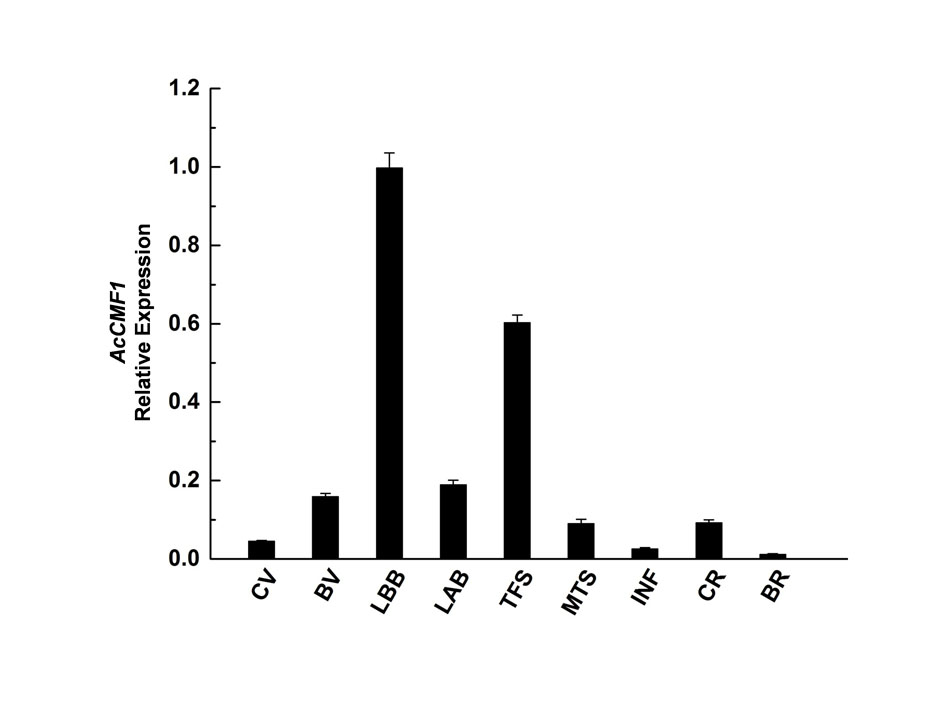 1.2
1.0
0.8
0.6
0.4
0.2
0.0
AcCMF1
Relative Expression
CV
BV
LBB
LAB
TFS
MTS
INF
CR
BR